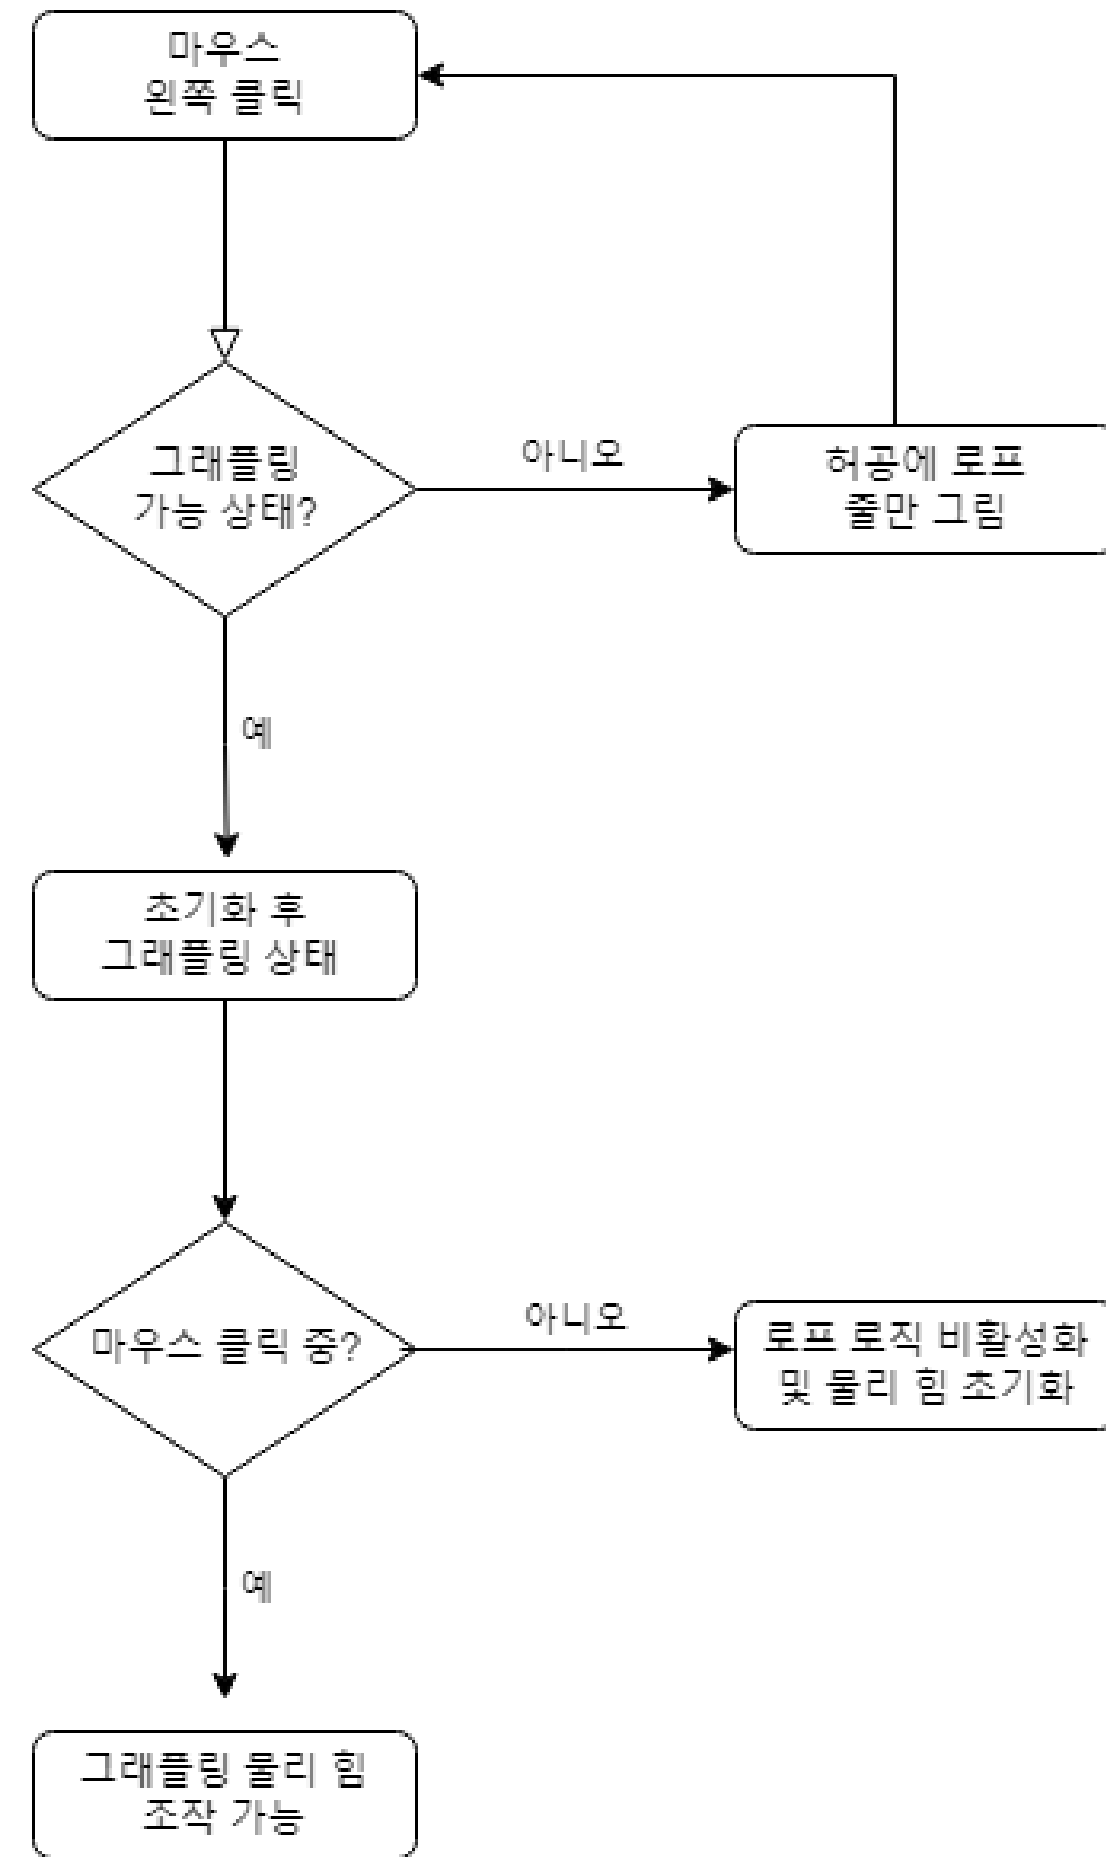 마우스
왼쪽 클릭
그래플링
가능 상태?
아니오
허공에 로프
줄만 그림
예
초기화 후
그래플링 상태
마우스 클릭 중?
아니오
로프 로직 비활성화
및 물리 힘 초기화
예
그래플링 물리 힘
조작 가능